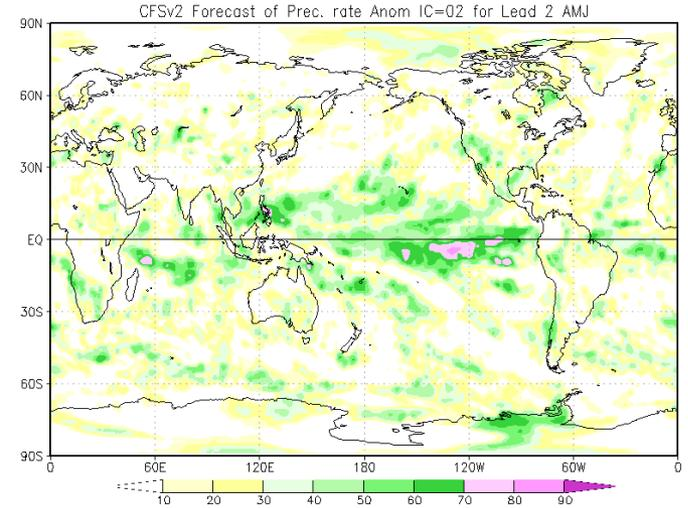 CFSv2 Forecast of Prec. rate Anom IC=02 for Lead 2 AMJ
90N
60N
30N
EQ
30S
60S
90S
0 60E 120E 180 120W 60W 0
10 20 30 40 50 60 70 80 90